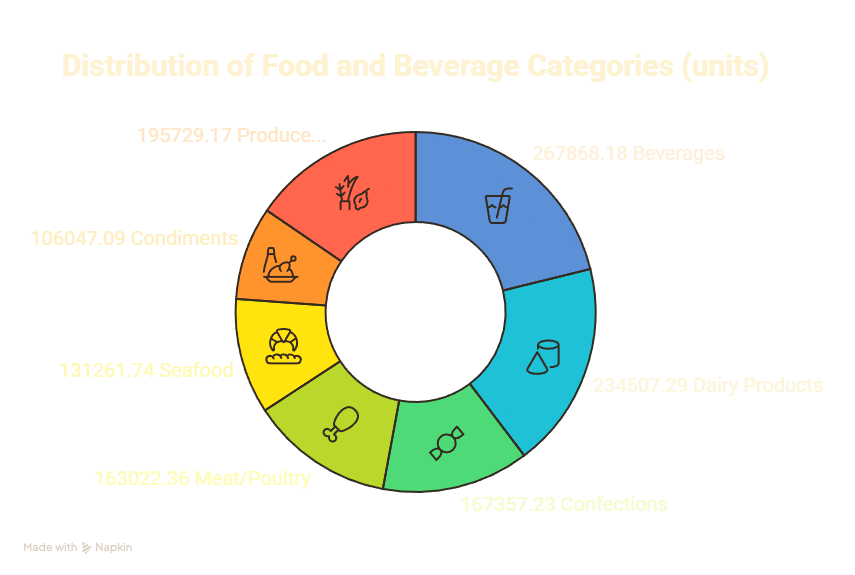 Distribution of Food and Beverage Categories (units)
195729.17 Produce...
267868.18 Beverages
106047.09 Condiments
131261.74 Seafood
234507.29 Dairy Products
163022.36 Meat/Poultry
167357.23 Confections
Made with Napkin